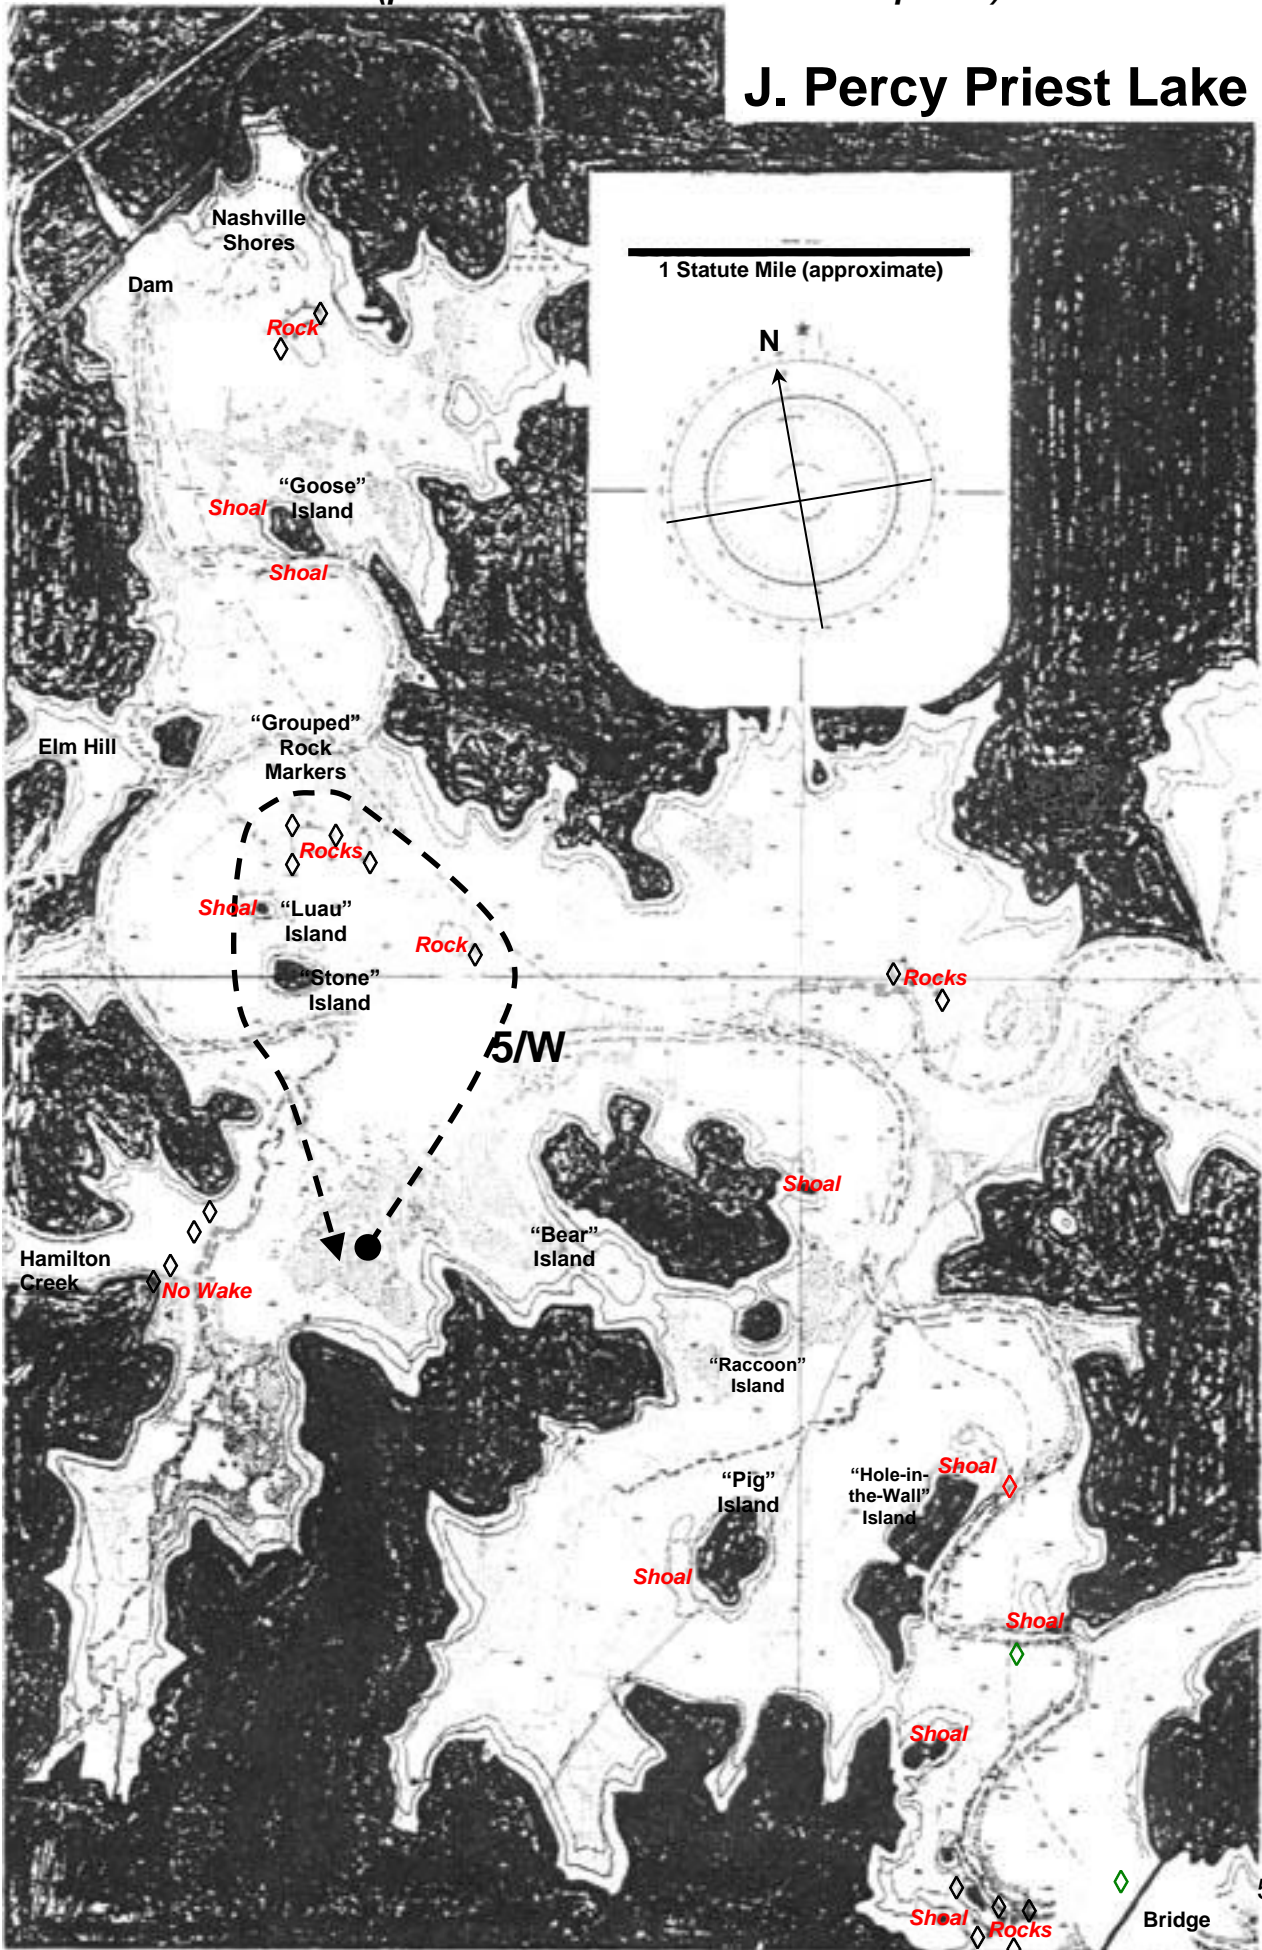 J. Percy Priest Lake
Nashville
Shores
Dam
1 Statute Mile (approximate)
Rock
N
“Goose”
Island
Shoal
Shoal
“Grouped”
Rock
Markers
Elm Hill
Rocks
Shoal
“Luau”
Island
Rock
“Stone”
Island
Rocks
5/W
Shoal
“Bear”
Island
Hamilton
Creek
No Wake
“Raccoon”
Island
“Pig”
Island
“Hole-in-
the-Wall”
Island
Shoal
Shoal
Shoal
Shoal
Shoal
Rocks
Bridge